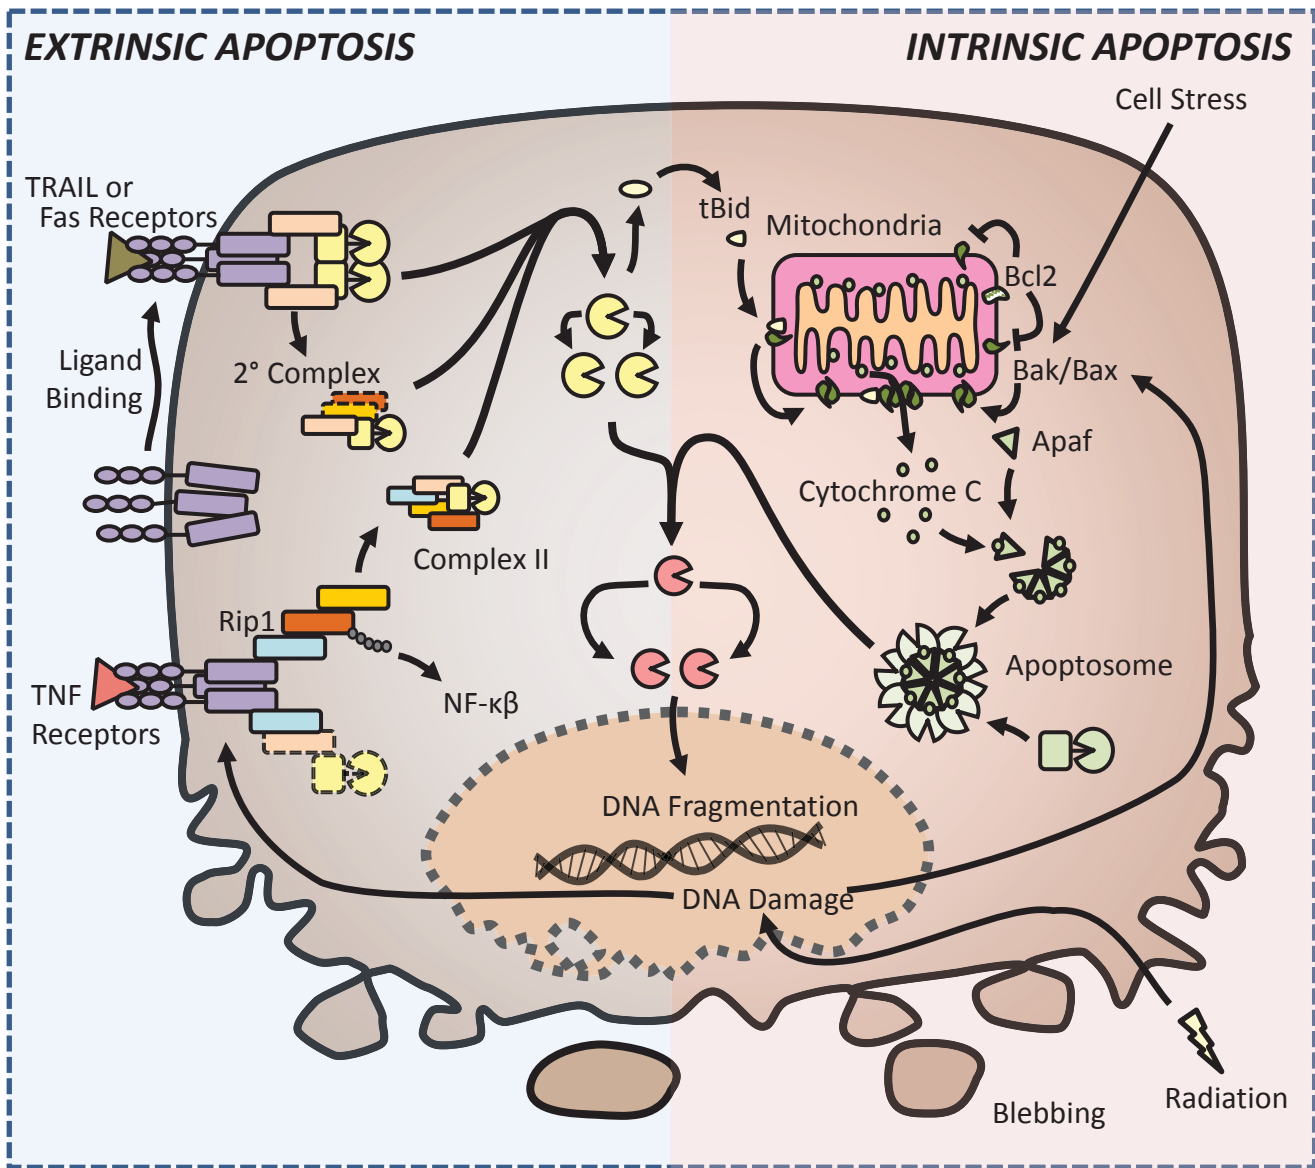 EXTRINSIC APOPTOSIS
INTRINSIC APOPTOSIS
Cell Stress
TRAIL or
Fas Receptors
tBid
Mitochondria
Bcl2
Ligand
Binding
2° Complex
Bak/Bax
Apaf
Cytochrome C
Complex II
Rip1
Apoptosome
TNF
Receptors
NF-κβ
DNA Fragmentation
DNA Damage
Radiation
Blebbing